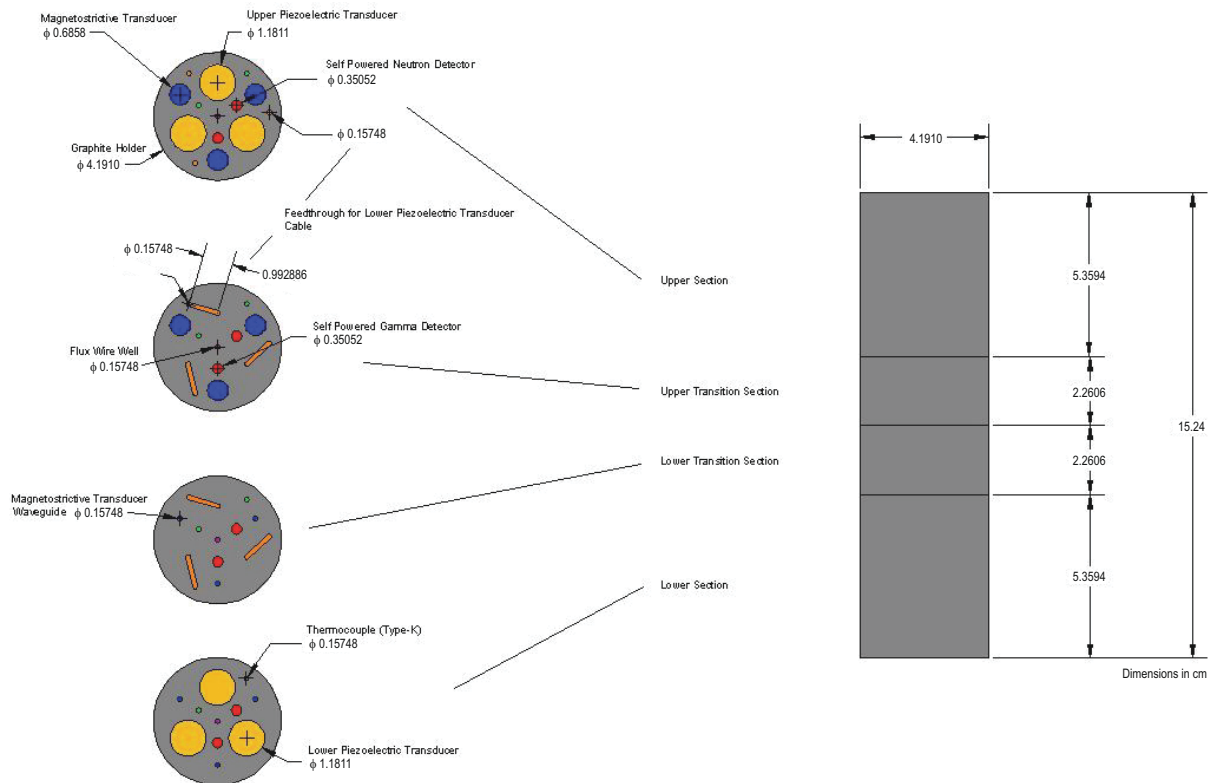 Magnetostrictive Transducer
ϕ 0.6858
Upper Piezoelectric Transducer
ϕ 1.1811
Self Powered Neutron Detector
ϕ 0.35052
ϕ 0.15748
Graphite Holder
ϕ 4.1910
Feedthrough for Lower Piezoelectric Transducer
Cable
ϕ 0.15748
0.992886
Self Powered Gamma Detector
ϕ 0.35052
Flux Wire Well
ϕ 0.15748
Magnetostrictive Transducer
Waveguide ϕ 0.15748
Thermocouple (Type-K)
ϕ 0.15748
Lower Piezoelectric Transducer
ϕ 1.1811
Upper Section
Upper Transition Section
Lower Transition Section
Lower Section
4.1910
5.3594
2.2606
15.24
2.2606
5.3594
Dimensions in cm